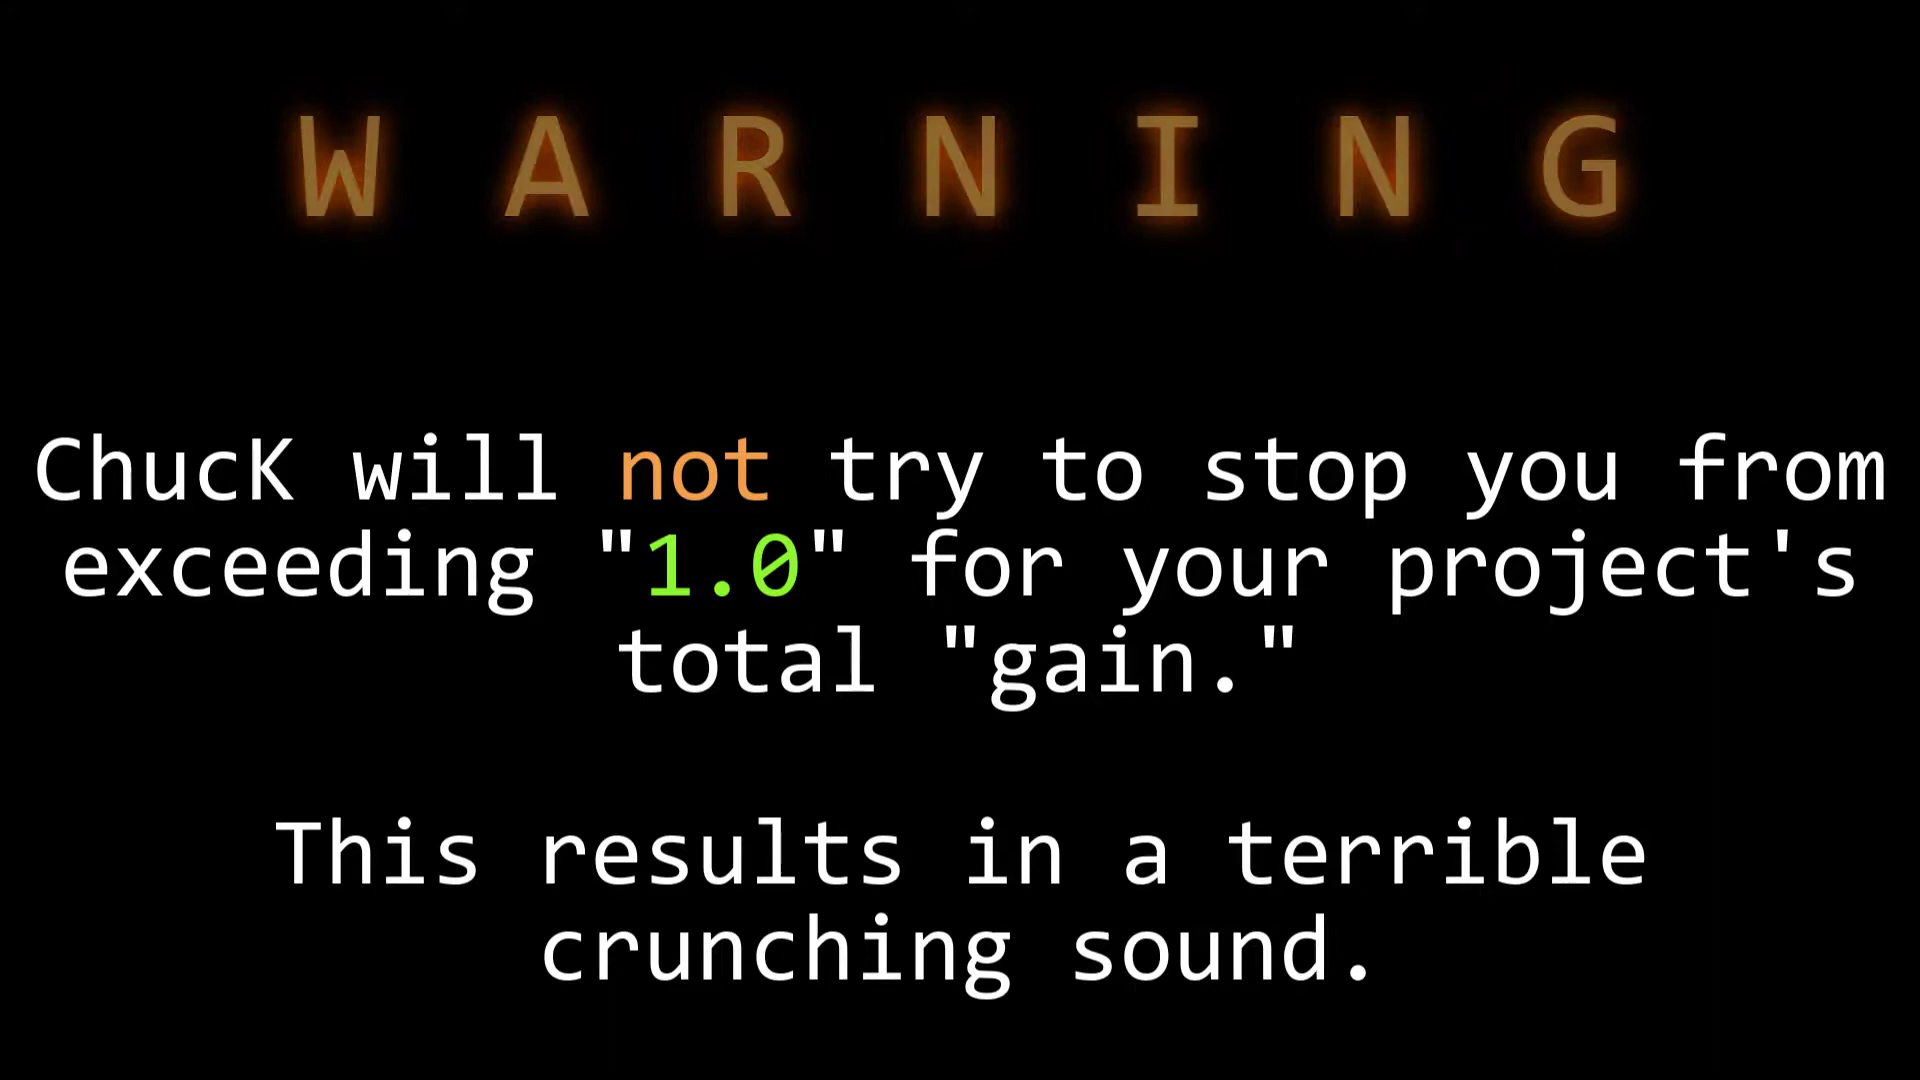 W A R N I N G
ChucK will not try to stop you from
exceeding "1.0" for your project's
total "gain."
This results in a terrible
crunching sound.